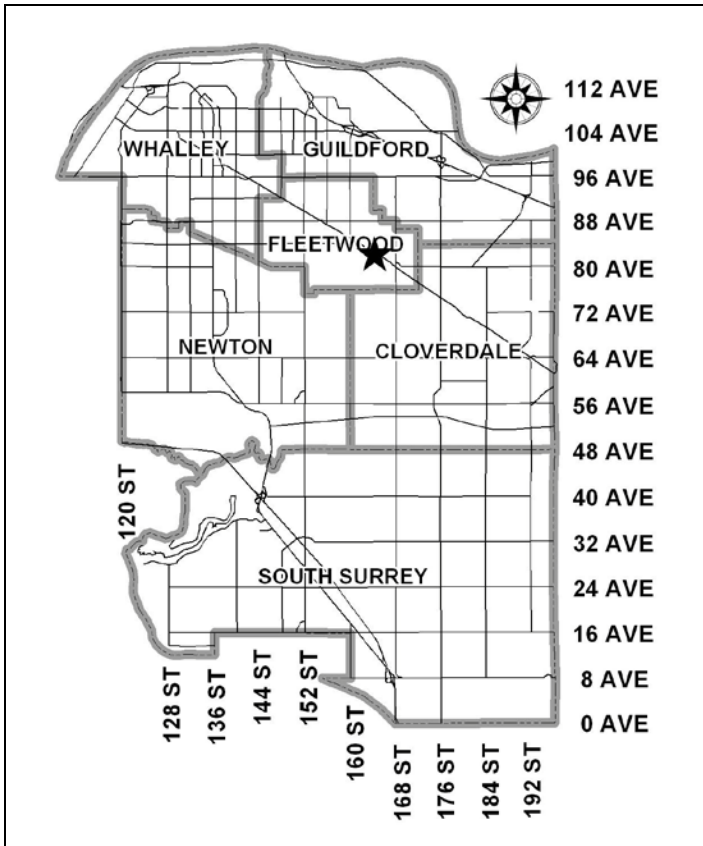 112 AVE
104 AVE
WHALLEY
GUILDFORD
96 AVE
88 AVE
FLEETWOOD
80 AVE
72 AVE
NEWTON
CLOVERDALE
64 AVE
56 AVE
48 AVE
120 ST
40 AVE
32 AVE
SOUTH SURREY
24 AVE
16 AVE
128 ST
136 ST
144 ST
152 ST
8 AVE
160 ST
0 AVE
168 ST
176 ST
184 ST
192 ST